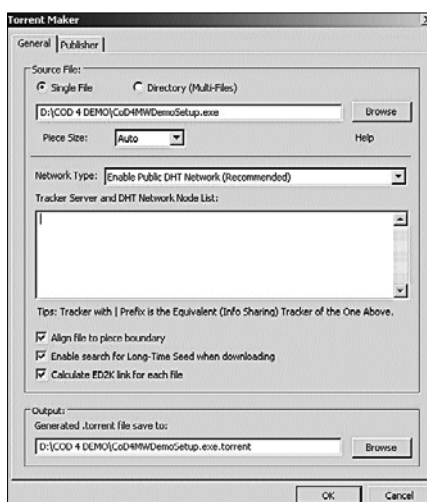 Torrent Maker
General Publisher
Source File:
Single File Directory (Multi-Files)
D:\COD 4 DEMO\CoD4MWDemoSetup.exe Browse
Piece Size: Auto Help
Network Type: Enable Public DHT Network (Recommended)
Tracker Server and DHT Network Node List:
Tips: Tracker with | Prefix is the Equivalent (Info Sharing) Tracker of the One Above.
Align file to piece boundary
Enable search for Long-Time Seed when downloading
Calculate ED2K link for each file
Output:
Generated .torrent file save to:
D:\COD 4 DEMO\CoD4MWDemoSetup.exe.torrent Browse
OK Cancel